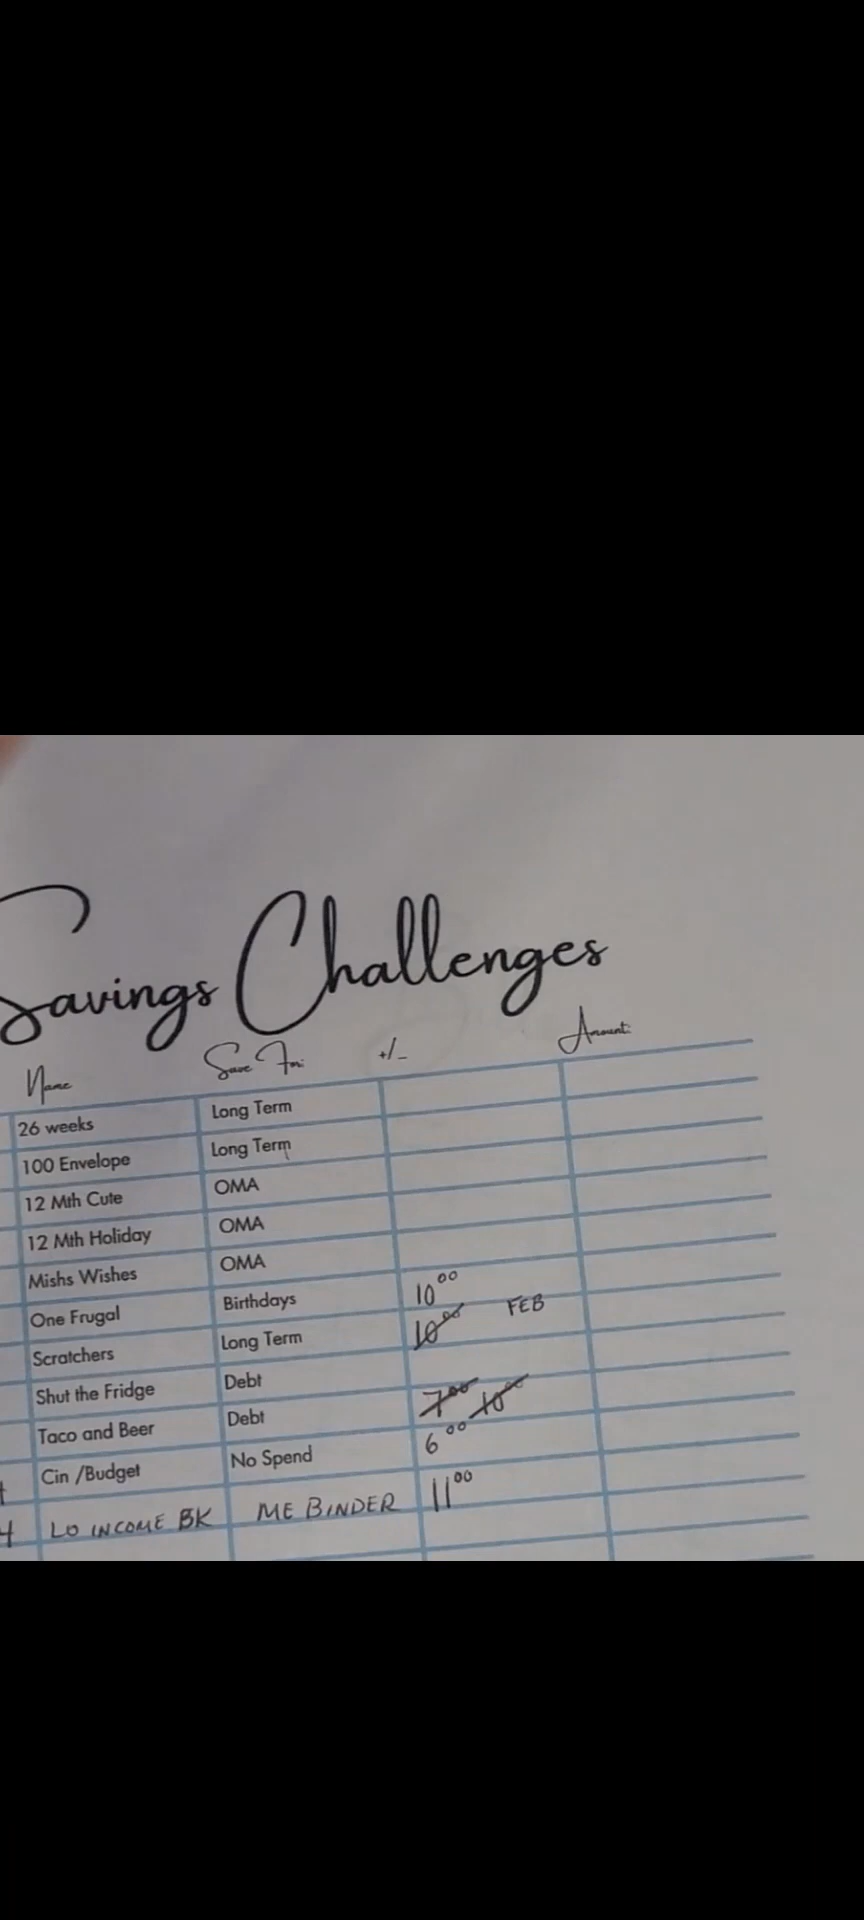 Savings Challenges
Name Save For: +/- Amount:
26 weeks Long Term
100 Envelope Long Term
12 Mth Cute OMA
12 Mth Holiday OMA
Mishs Wishes OMA
One Frugal Birthdays 10 00
Scratchers Long Term 10 00 FEB
Shut the Fridge Debt
Taco and Beer Debt 7 00 10 00
Cin /Budget No Spend 6 00
4 LO INCOME BK ME BINDER 11 00